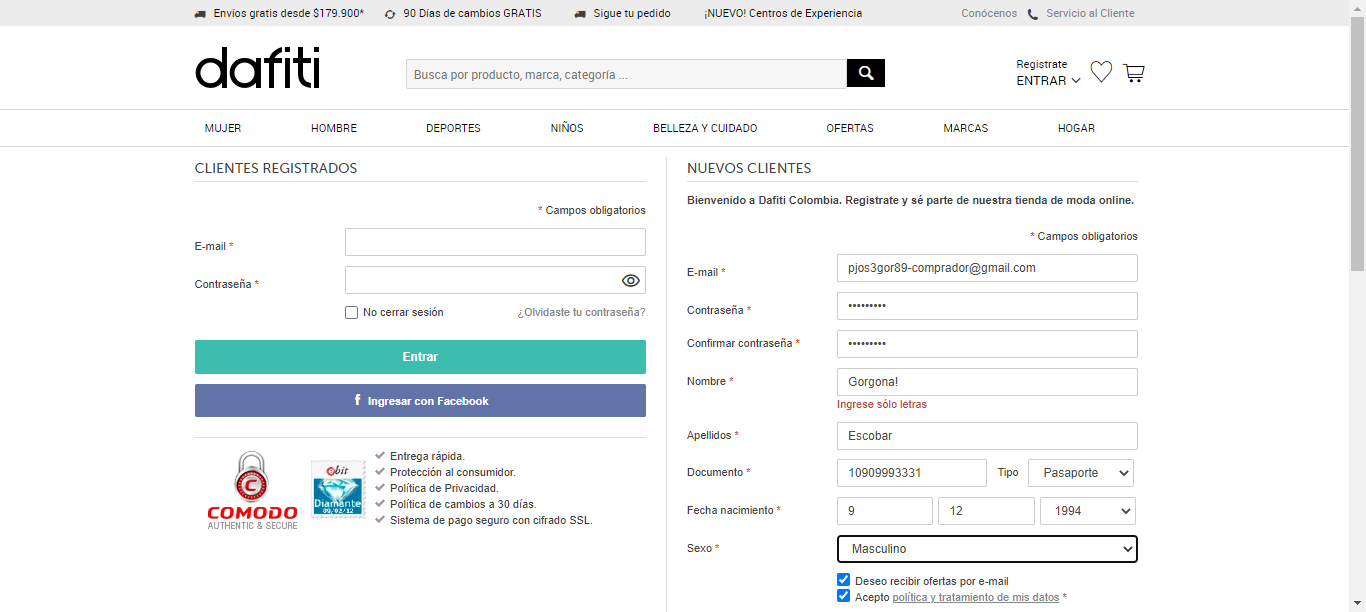 Envíos gratis desde $179.900* 90 Días de cambios GRATIS Sigue tu pedido ¡NUEVO! Centros de Experiencia Conócenos Servicio al Cliente
dafiti
Busca por producto, marca, categoría ...
Registrate
ENTRAR
MUJER HOMBRE DEPORTES NIÑOS BELLEZA Y CUIDADO OFERTAS MARCAS HOGAR
CLIENTES REGISTRADOS
* Campos obligatorios
E-mail *
Contraseña *
No cerrar sesión ¿Olvidaste tu contraseña?
Entrar
f Ingresar con Facebook
COMODO
AUTHENTIC & SECURE
ebit
Diamante
09/02/12
Entrega rápida.
Protección al consumidor.
Política de Privacidad.
Política de cambios a 30 días.
Sistema de pago seguro con cifrado SSL.
NUEVOS CLIENTES
Bienvenido a Dafiti Colombia. Registrate y sé parte de nuestra tienda de moda online.
* Campos obligatorios
E-mail * pjos3gor89-comprador@gmail.com
Contraseña * •••••••••
Confirmar contraseña * •••••••••
Nombre * Gorgona!
Ingrese sólo letras
Apellidos * Escobar
Documento * 10909993331 Tipo Pasaporte
Fecha nacimiento * 9 12 1994
Sexo * Masculino
Deseo recibir ofertas por e-mail
Acepto política y tratamiento de mis datos *